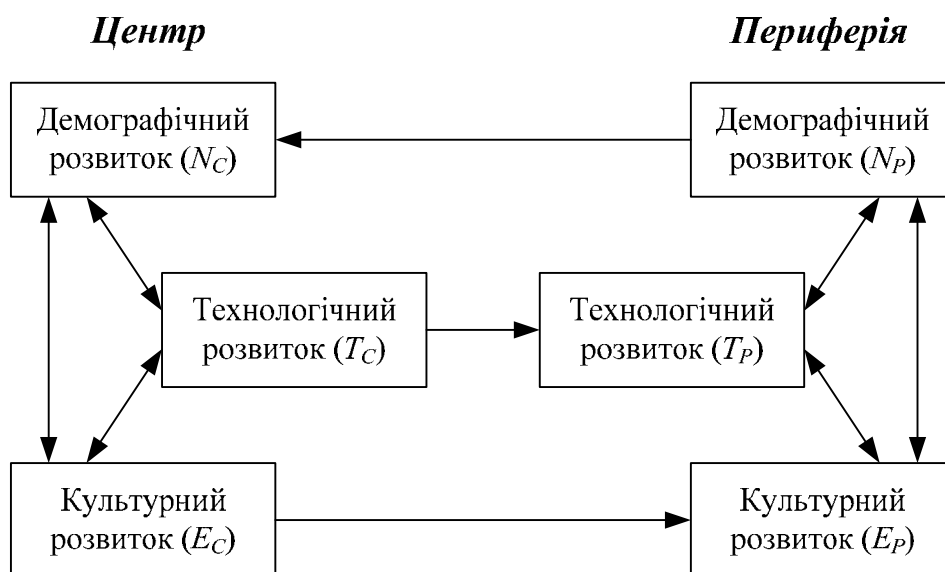 Центр
Периферія
Демографічний
розвиток (N_C)
Демографічний
розвиток (N_P)
Технологічний
розвиток (T_C)
Технологічний
розвиток (T_P)
Культурний
розвиток (E_C)
Культурний
розвиток (E_P)